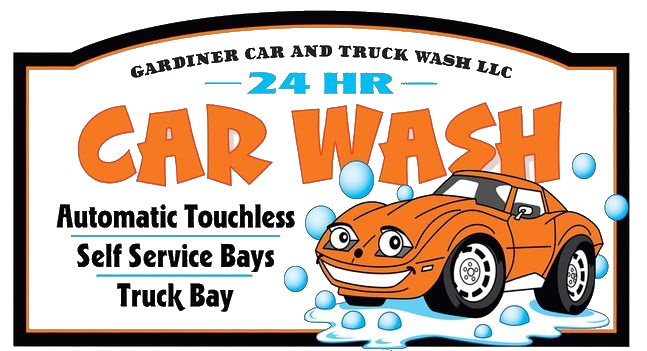 GARDINER CAR AND TRUCK WASH LLC
24 HR
CAR WASH
Automatic Touchless
Self Service Bays
Truck Bay